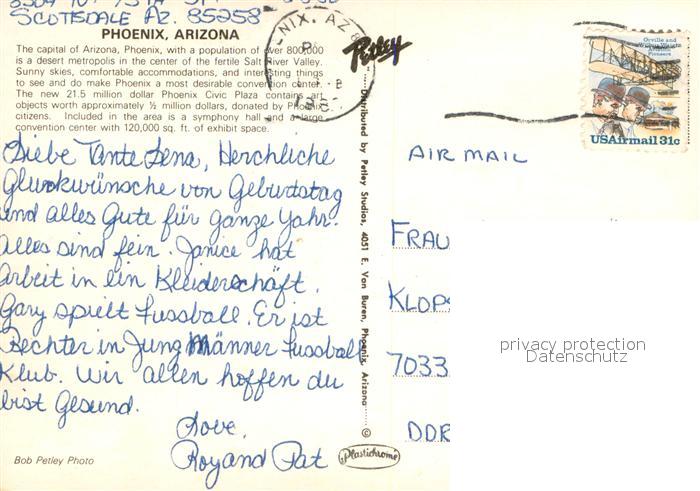 SCOTTSDALE AZ. 85258
PHOENIX, ARIZONA
The capital of Arizona, Phoenix, with a population of over 800,000
is a desert metropolis in the center of the fertile Salt River Valley.
Sunny skies, comfortable accommodations, and interesting things
to see and do make Phoenix a most desirable convention center.
The new 21.5 million dollar Phoenix Civic Plaza contains art
objects worth approximately ½ million dollars, donated by Phoenix
citizens. Included in the area is a symphony hall and a large
convention center with 120,000 sq. ft. of exhibit space.
Liebe Tante Lena, Herchliche
Glunkwünsche von Geburtstag
und alles Gute für ganze Yahr.
Alles sind fein. Janice hat
Arbeit in ein Kleiderschäft.
Gary spielt Fussball. Er ist
Rechter in Jung Männer Fussball
Klub. Wir allen hoffen du
bist Gesund.
Love,
Roy and Pat
Bob Petley Photo
NIX, AZ
Petley
Distributed by Petley Studios, 4051 E. Van Buren, Phoenix, Arizona
©
Plastichrome
Orville and
Wilbur Wright
Aviation
Pioneers
USAirmail 31c
AIR MAIL
FRAU
KLOPS
7033
DDR
privacy protection
Datenschutz